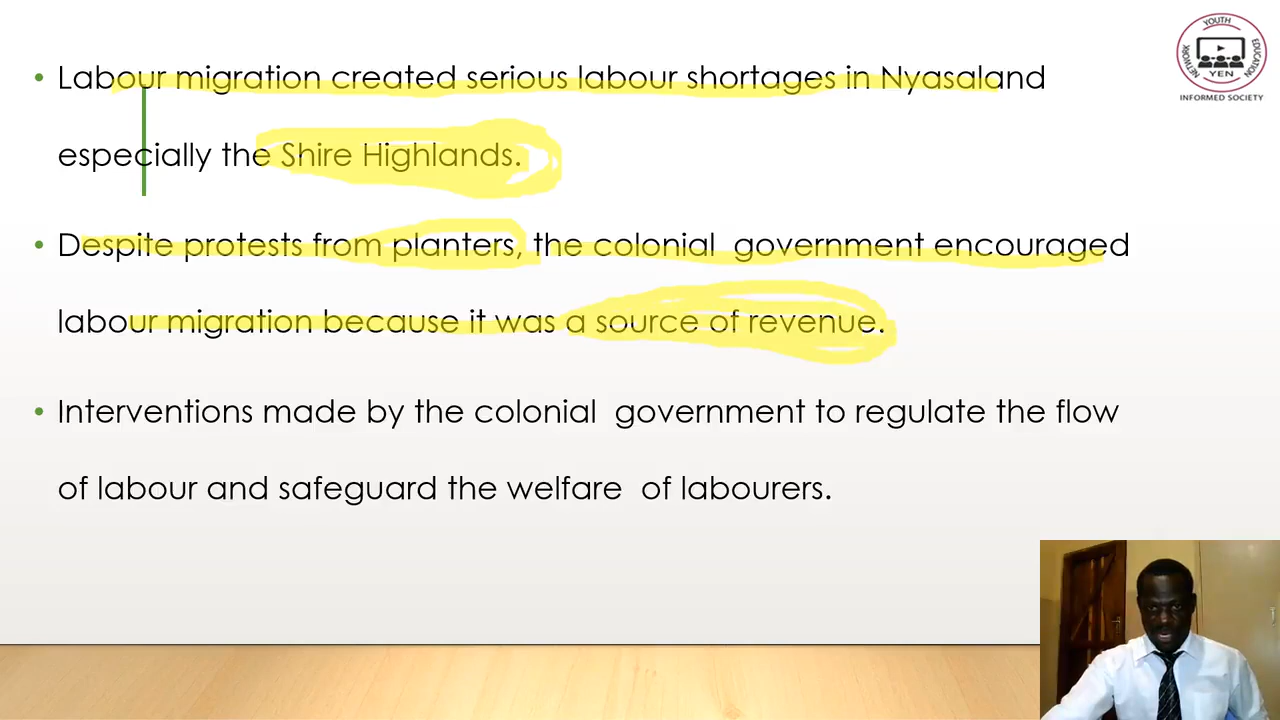 • Labour migration created serious labour shortages in Nyasaland
especially the Shire Highlands.
• Despite protests from planters, the colonial government encouraged
labour migration because it was a source of revenue.
• Interventions made by the colonial government to regulate the flow
of labour and safeguard the welfare of labourers.
YOUTH
EDUCATION
NETWORK
YEN
INFORMED SOCIETY